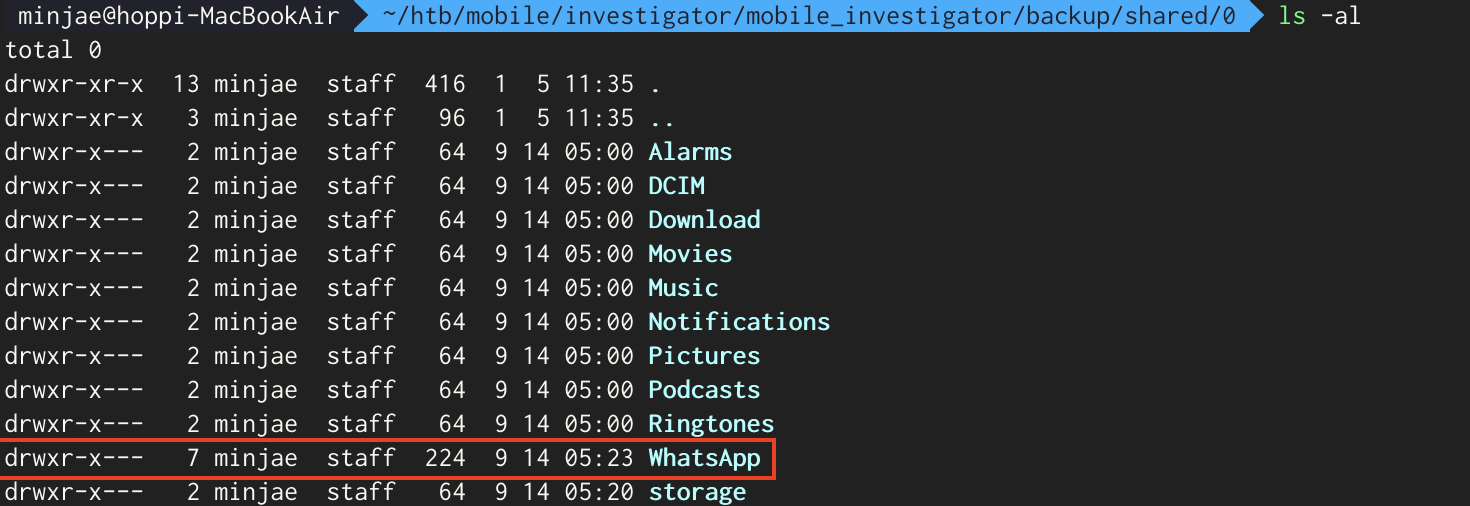 minjae@hoppi-MacBookAir ~/htb/mobile/investigator/mobile_investigator/backup/shared/0 ls -al
total 0
drwxr-xr-x  13 minjae  staff  416  1  5 11:35 .
drwxr-xr-x   3 minjae  staff   96  1  5 11:35 ..
drwxr-x---   2 minjae  staff   64  9 14 05:00 Alarms
drwxr-x---   2 minjae  staff   64  9 14 05:00 DCIM
drwxr-x---   2 minjae  staff   64  9 14 05:00 Download
drwxr-x---   2 minjae  staff   64  9 14 05:00 Movies
drwxr-x---   2 minjae  staff   64  9 14 05:00 Music
drwxr-x---   2 minjae  staff   64  9 14 05:00 Notifications
drwxr-x---   2 minjae  staff   64  9 14 05:00 Pictures
drwxr-x---   2 minjae  staff   64  9 14 05:00 Podcasts
drwxr-x---   2 minjae  staff   64  9 14 05:00 Ringtones
drwxr-x---   7 minjae  staff  224  9 14 05:23 WhatsApp
drwxr-x---   2 minjae  staff   64  9 14 05:20 storage